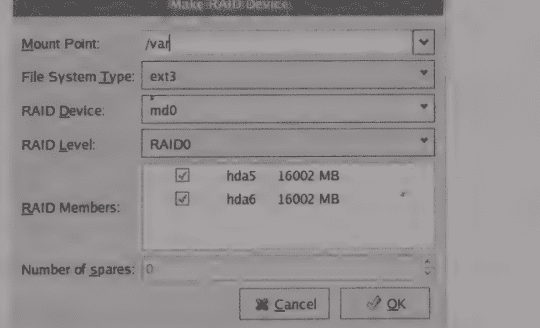 Make RAID Device
Mount Point: /var
File System Type: ext3
RAID Device: md0
RAID Level: RAID0
RAID Members:
hda5 16002 MB
hda6 16002 MB
Number of spares: 0
Cancel OK